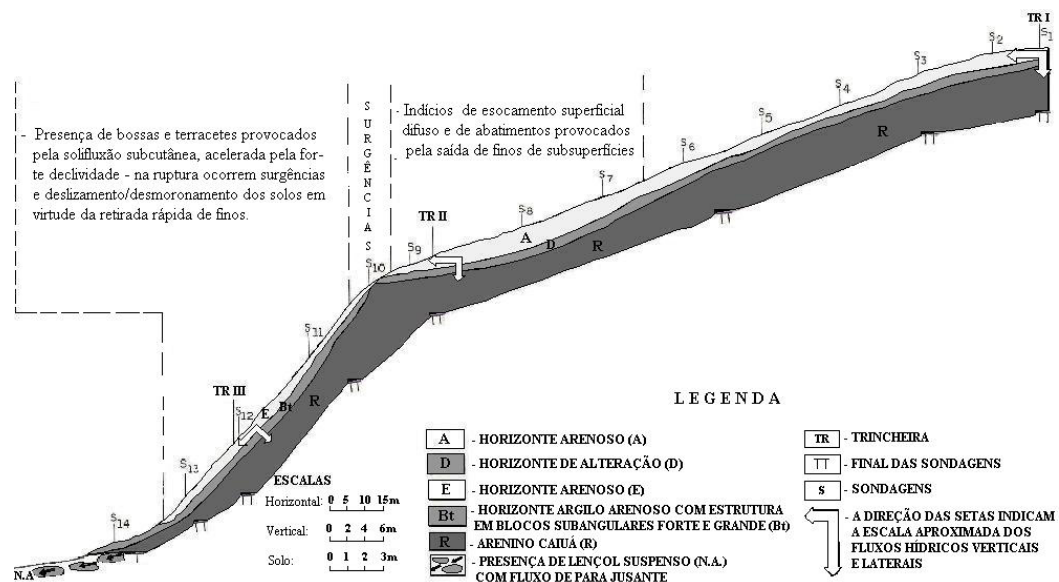 TR I
S1
S2
S3
S4
S5
S6
S7
S8
S9
S10
S11
S12
S13
S14
TR II
TR III
SURGÊNCIAS
- Presença de bossas e terracetes provocados
pela solifluxão subcutânea, acelerada pela for-
te declividade - na ruptura ocorrem surgências
e deslizamento/desmoronamento dos solos em
virtude da retirada rápida de finos.
- Indícios de esocamento superficial
difuso e de abatimentos provocados
- pela saída de finos de subsuperfícies
R
A
D
R
E
Bt
R
N.A
ESCALAS
Horizontal: 0 5 10 15m
Vertical: 0 2 4 6m
Solo: 0 1 2 3m
LEGENDA
A - HORIZONTE ARENOSO (A)
D - HORIZONTE DE ALTERAÇÃO (D)
E - HORIZONTE ARENOSO (E)
Bt - HORIZONTE ARGILO ARENOSO COM ESTRUTURA
EM BLOCOS SUBANGULARES FORTE E GRANDE (Bt)
R - ARENINO CAIUÁ (R)
- PRESENÇA DE LENÇOL SUSPENSO (N.A.)
COM FLUXO DE PARA JUSANTE
TR - TRINCHEIRA
- FINAL DAS SONDAGENS
S - SONDAGENS
- A DIREÇÃO DAS SETAS INDICAM
A ESCALA APROXIMADA DOS
FLUXOS HÍDRICOS VERTICAIS
E LATERAIS